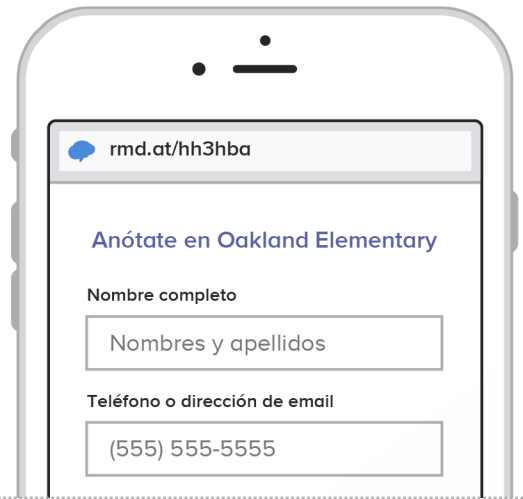 rmd.at/hh3hba
Anótate en Oakland Elementary
Nombre completo
Nombres y apellidos
Teléfono o dirección de email
(555) 555-5555